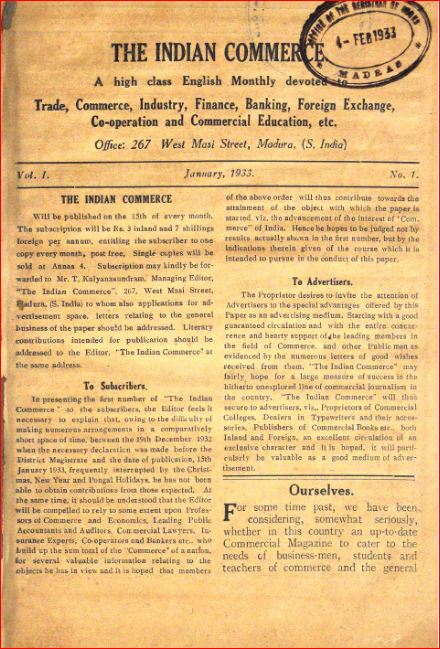 THE INDIAN COMMERCE
OFFICE OF THE REGISTRAR OF BOOKS
4- FEB 1933
MADRAS
A high class English Monthly devoted to
Trade, Commerce, Industry, Finance, Banking, Foreign Exchange,
Co-operation and Commercial Education, etc.
Office: 267 West Masi Street, Madura. (S. India)
Vol. I. January, 1933. No. 1.
THE INDIAN COMMERCE
Will be published on the 15th of every month.
The subscription will be Rs. 3 inland and 7 shillings
foreign per annum, entitling the subscriber to one
copy every month, post free. Single copies will be
sold at Annas 4. Subscription may kindly be for-
warded to Mr. T. Kalyanasundram, Managing Editor,
"The Indian Commerce", 267, West Masi Street,
Madura, (S. India) to whom also applications for ad-
vertisement space, letters relating to the general
business of the paper should be addressed. Literary
contributions intended for publication should be
addressed to the Editor, "The Indian Commerce" at
the same address.
To Subscribers.
In presenting the first number of "The Indian
Commerce" to the subscribers, the Editor feels it
necessary to explain that, owing to the difficulty of
making numerous arrangements in a comparatively
short space of time, between the 19th December 1932
when the necessary declaration was made before the
District Magistrate and the date of publication, 15th
January 1933, frequently interrupted by the Christ-
mas, New Year and Pongal Holidays, he has not been
able to obtain contributions from those expected. At
the same time, it should be understood that the Editor
will be compelled to rely to some extent upon Profes-
sors of Commerce and Economics, Leading Public
Accountants and Auditors, Commercial Lawyers, In-
surance Experts, Co-operators and Bankers etc., who
build up the sum total of the "Commerce" of a nation,
for several valuable information relating to the
objects he has in view and it is hoped that members
of the above order will thus contribute towards the
attainment of the object with which the paper is
started, viz. the advancement of the interest of "Com-
merce" of India. Hence he hopes to be judged not by
results actually shown in the first number, but by the
indications therein given of the course which it is
intended to pursue in the conduct of this paper.
To Advertisers.
The Proprietor desires to invite the attention of
Advertisers to the special advantages offered by this
Paper as an advertising medium. Starting with a good
guaranteed circulation and with the entire concur-
rence and hearty support of the leading members in
the field of Commerce, and other Public men as
evidenced by the numerous letters of good wishes
received from them, "The Indian Commerce" may
fairly hope for a large measure of success in the
hitherto unexplored line of commercial journalism in
the country. "The Indian Commerce" will thus
secure to advertisers, viz., Proprietors of Commercial
Colleges, Dealers in Typewriters and their acces-
sories, Publishers of Commercial Books etc., both
Inland and Foreign, an excellent circulation of an
exclusive character and it is hoped, it will parti-
cularly be valuable as a good medium of adver-
tisement.
Ourselves.
For some time past, we have been,
considering, somewhat seriously,
whether in this country an up-to-date
Commercial Magazine to cater to the
needs of business-men, students and
teachers of commerce and the general